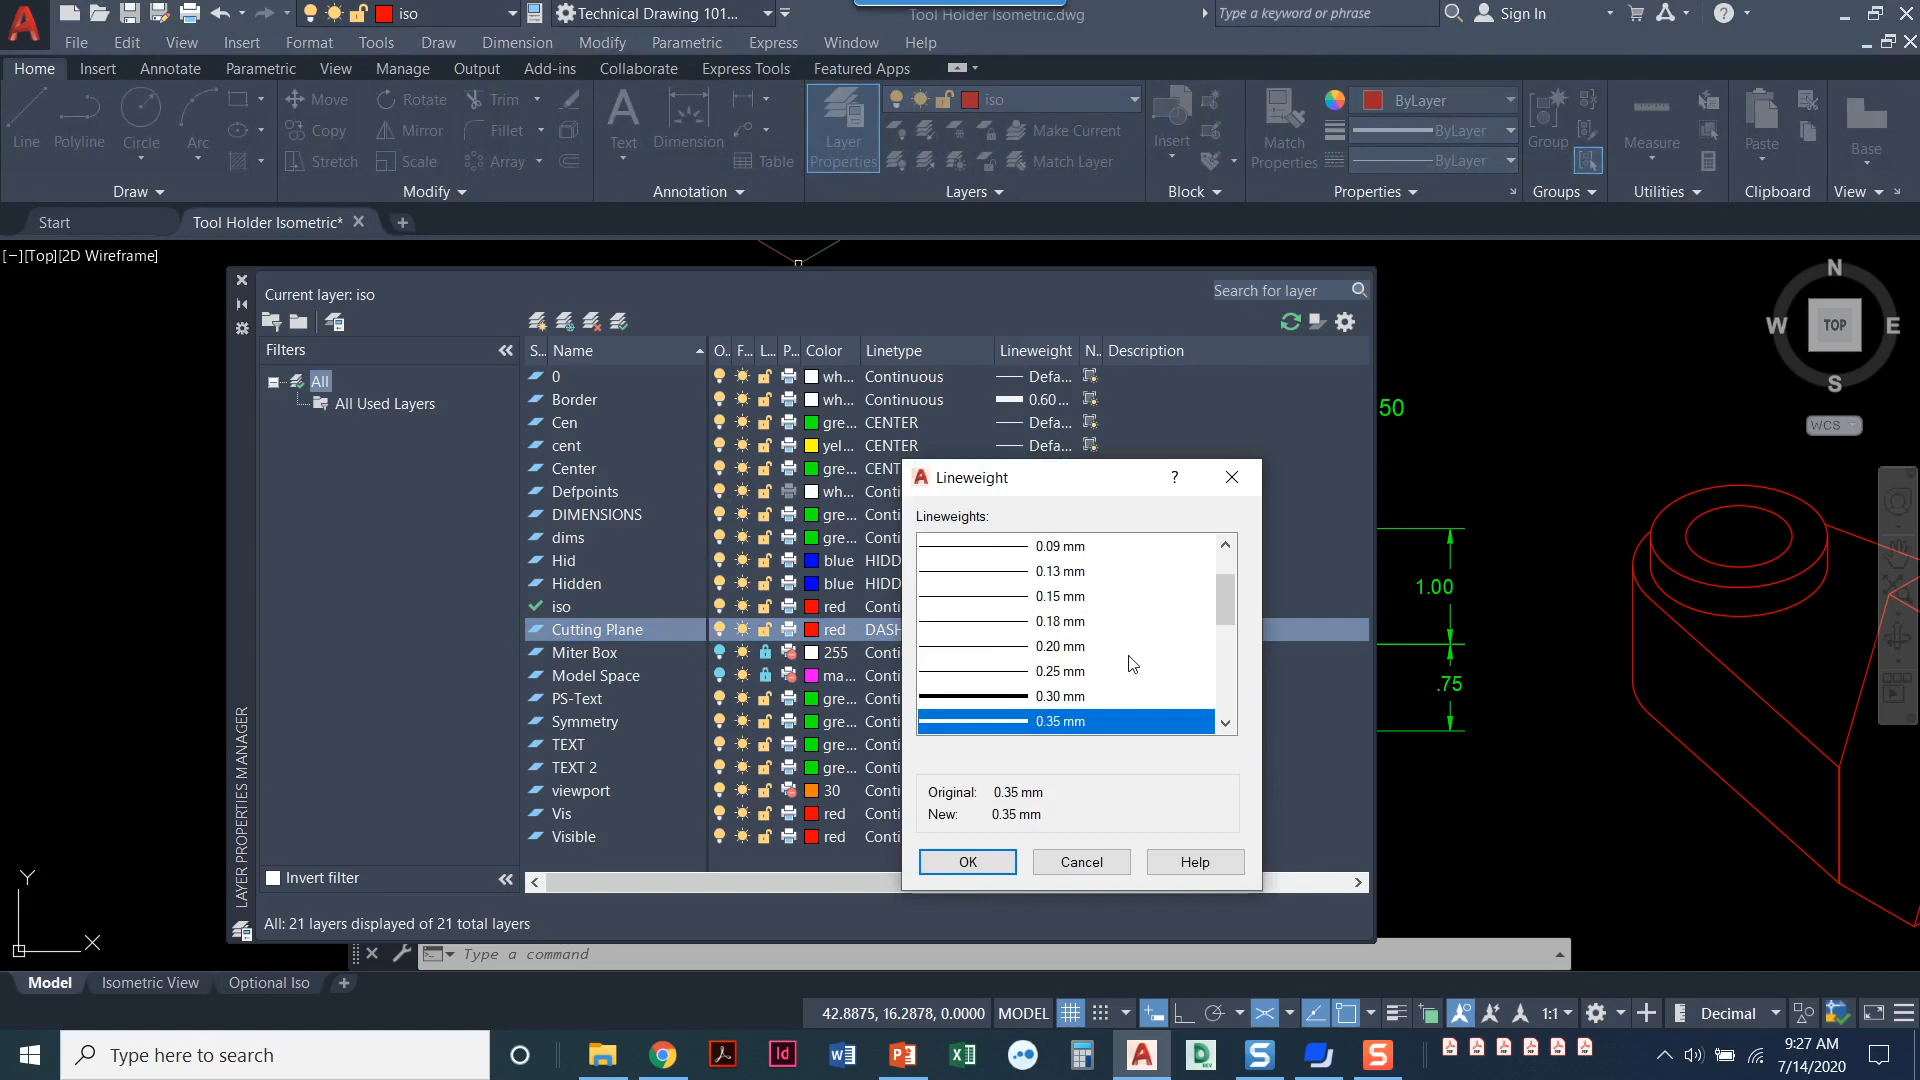 iso
Technical Drawing 101...
Tool Holder Isometric.dwg
Type a keyword or phrase
Sign In
File Edit View Insert Format Tools Draw Dimension Modify Parametric Express Window Help
Home Insert Annotate Parametric View Manage Output Add-ins Collaborate Express Tools Featured Apps
Line Polyline Circle Arc
Move Rotate Trim
Copy Mirror Fillet
Stretch Scale Array
Text Dimension Table
Layer Properties
iso
Make Current
Match Layer
Insert
Match Properties
ByLayer
ByLayer
ByLayer
Group
Measure
Paste
Base
Draw Modify Annotation Layers Block Properties Groups Utilities Clipboard View
Start Tool Holder Isometric*
[−][Top][2D Wireframe]
N
W TOP E
S
WCS
50
1.00
.75
Current layer: iso
Search for layer
Filters
All
All Used Layers
S... Name O.. F... L... P... Color Linetype Lineweight N.. Description
0 wh... Continuous Defa...
Border wh... Continuous 0.60 ...
Cen gre... CENTER Defa...
cent yel... CENTER Defa...
Center gre... CENT
Defpoints wh... Conti
DIMENSIONS gre... Conti
dims gre... Conti
Hid blue HIDD
Hidden blue HIDD
iso red Conti
Cutting Plane red DASH
Miter Box 255 Conti
Model Space ma... Conti
PS-Text gre... Conti
Symmetry gre... Conti
TEXT gre... Conti
TEXT 2 gre... Conti
viewport 30 Conti
Vis red Conti
Visible red Conti
Invert filter
All: 21 layers displayed of 21 total layers
LAYER PROPERTIES MANAGER
Lineweight ?
Lineweights:
0.09 mm
0.13 mm
0.15 mm
0.18 mm
0.20 mm
0.25 mm
0.30 mm
0.35 mm
Original: 0.35 mm
New: 0.35 mm
OK Cancel Help
Y
X
Type a command
Model Isometric View Optional Iso
42.8875, 16.2878, 0.0000 MODEL 1:1 Decimal
Type here to search
9:27 AM
7/14/2020